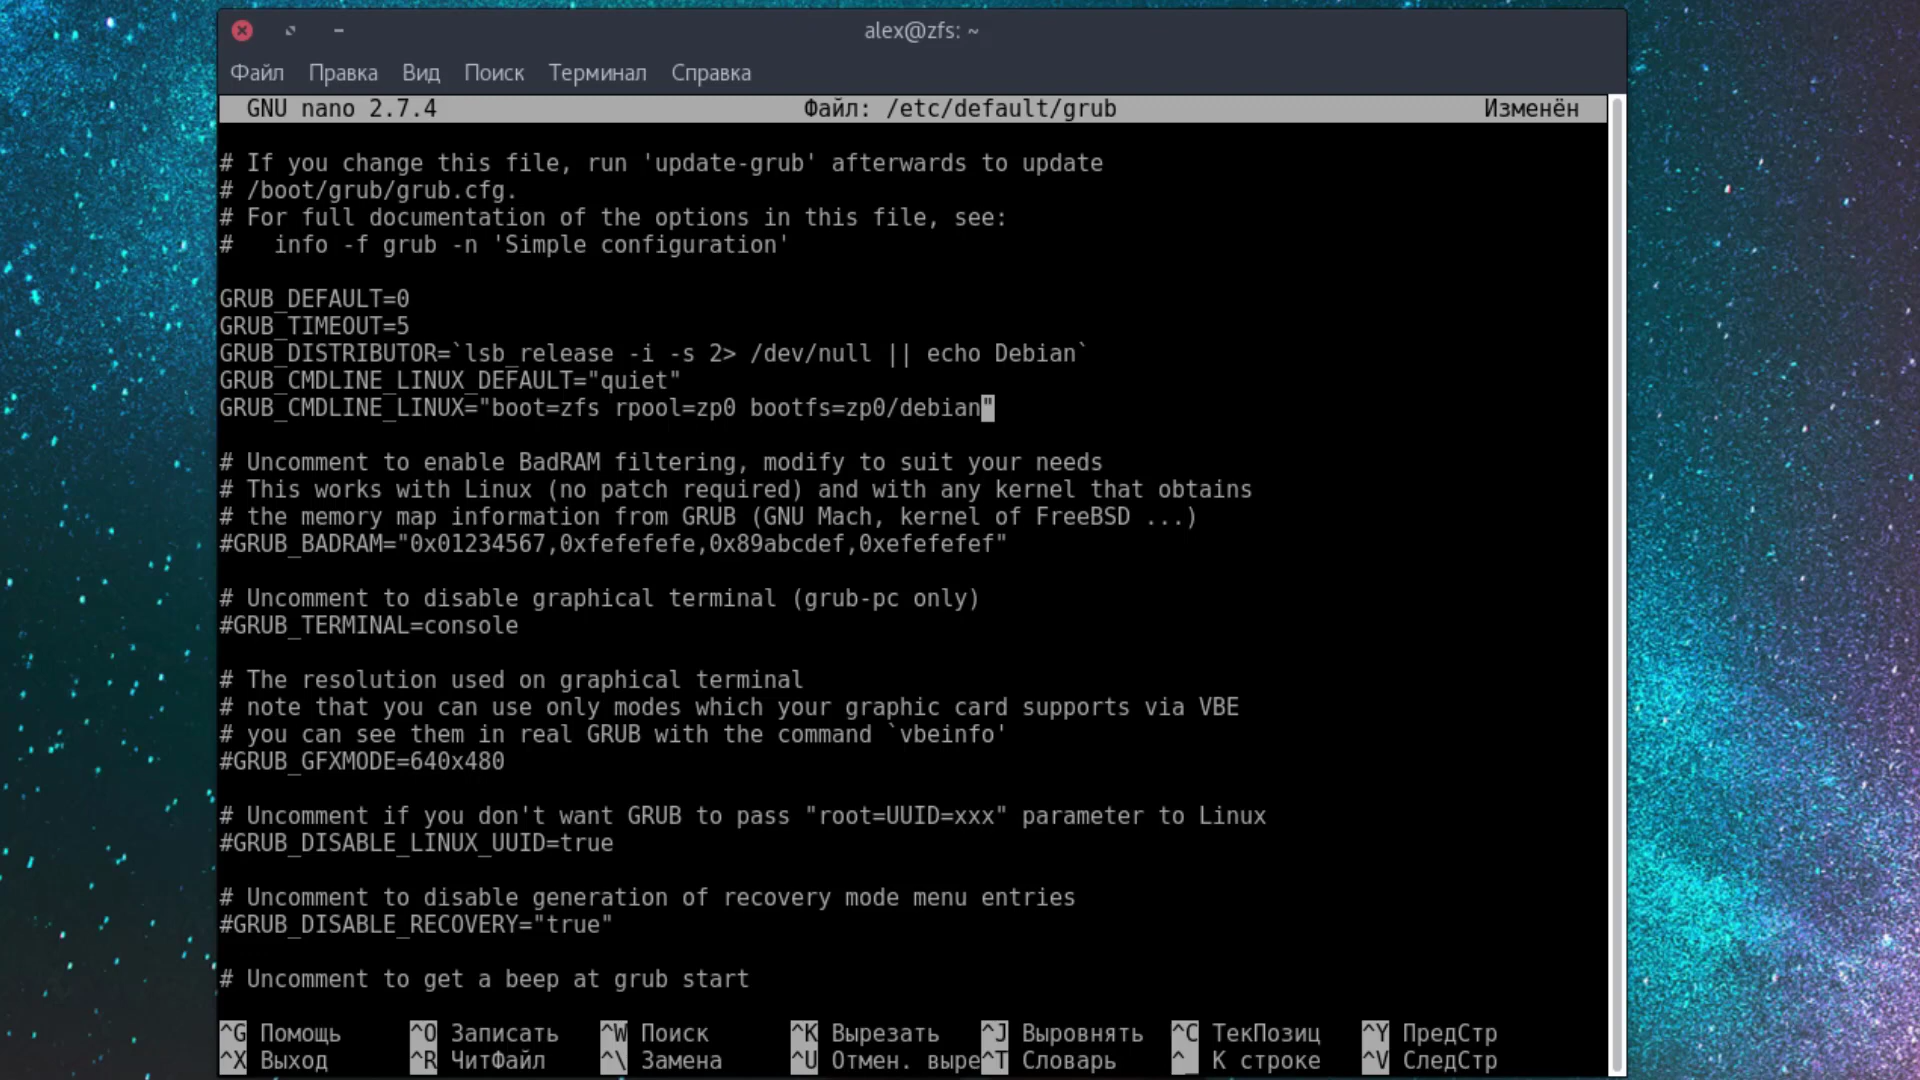 alex@zfs: ~
Файл Правка Вид Поиск Терминал Справка
GNU nano 2.7.4 Файл: /etc/default/grub Изменён
# If you change this file, run 'update-grub' afterwards to update
# /boot/grub/grub.cfg.
# For full documentation of the options in this file, see:
#   info -f grub -n 'Simple configuration'
GRUB_DEFAULT=0
GRUB_TIMEOUT=5
GRUB_DISTRIBUTOR=`lsb_release -i -s 2> /dev/null || echo Debian`
GRUB_CMDLINE_LINUX_DEFAULT="quiet"
GRUB_CMDLINE_LINUX="boot=zfs rpool=zp0 bootfs=zp0/debian"
# Uncomment to enable BadRAM filtering, modify to suit your needs
# This works with Linux (no patch required) and with any kernel that obtains
# the memory map information from GRUB (GNU Mach, kernel of FreeBSD ...)
#GRUB_BADRAM="0x01234567,0xfefefefe,0x89abcdef,0xefefefef"
# Uncomment to disable graphical terminal (grub-pc only)
#GRUB_TERMINAL=console
# The resolution used on graphical terminal
# note that you can use only modes which your graphic card supports via VBE
# you can see them in real GRUB with the command `vbeinfo'
#GRUB_GFXMODE=640x480
# Uncomment if you don't want GRUB to pass "root=UUID=xxx" parameter to Linux
#GRUB_DISABLE_LINUX_UUID=true
# Uncomment to disable generation of recovery mode menu entries
#GRUB_DISABLE_RECOVERY="true"
# Uncomment to get a beep at grub start
^G Помощь ^O Записать ^W Поиск ^K Вырезать ^J Выровнять ^C ТекПозиц ^Y ПредСтр
^X Выход ^R ЧитФайл ^\ Замена ^U Отмен. выре^T Словарь ^_ К строке ^V СледСтр